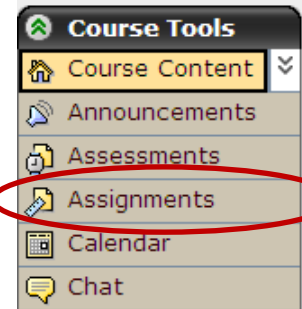 Course Tools
Course Content
Announcements
Assessments
Assignments
Calendar
Chat